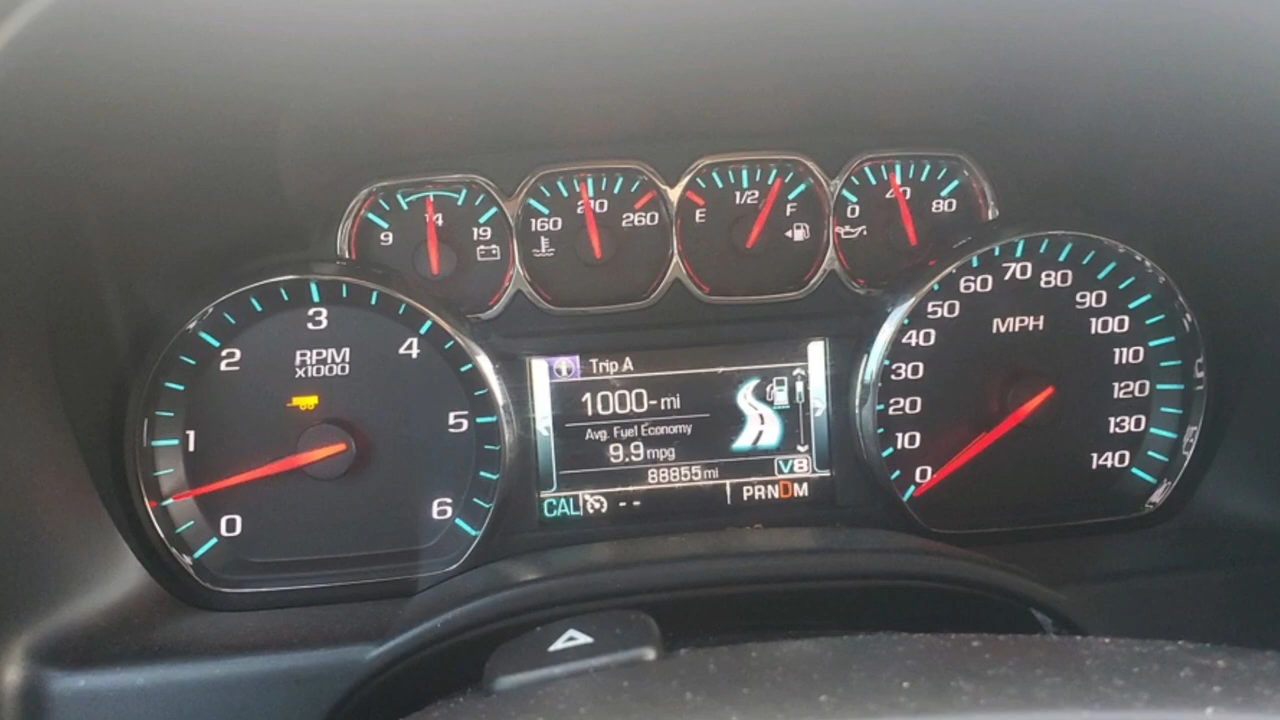 9 14 19
160 210 260
E 1/2 F
0 40 80
0 1 2 3 4 5 6
RPM
x1000
Trip A
1000-mi
Avg. Fuel Economy
9.9mpg
88855mi
V8
CAL -- PRNDM
0 10 20 30 40 50 60 70 80 90 100 110 120 130 140
MPH